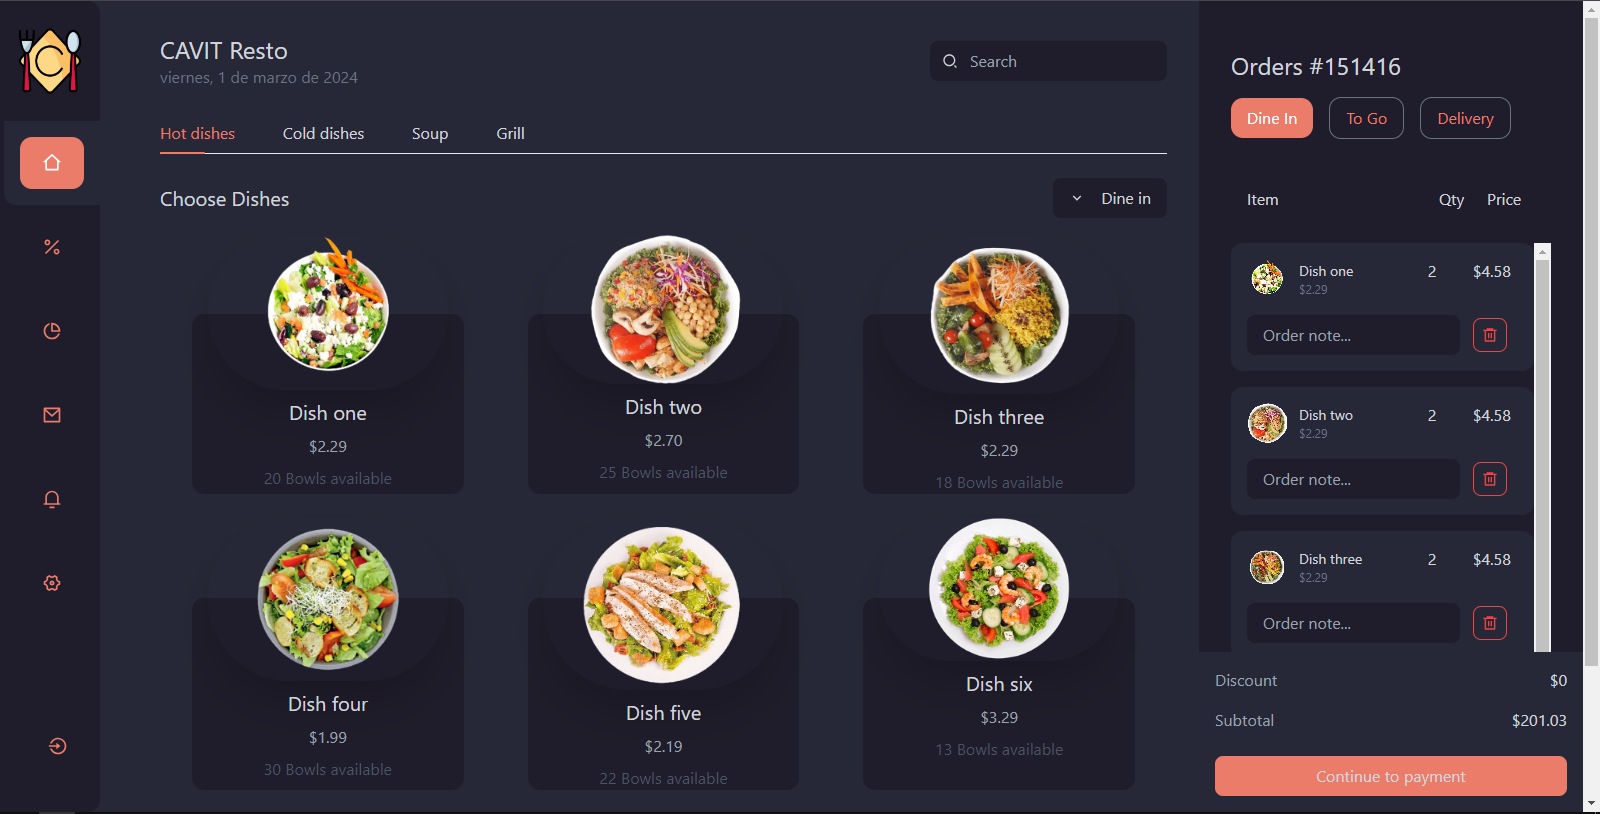 CAVIT Resto
viernes, 1 de marzo de 2024
Search
Hot dishes
Cold dishes
Soup
Grill
Choose Dishes
Dine in
Dish one
$2.29
20 Bowls available
Dish two
$2.70
25 Bowls available
Dish three
$2.29
18 Bowls available
Dish four
$1.99
30 Bowls available
Dish five
$2.19
22 Bowls available
Dish six
$3.29
13 Bowls available
Orders #151416
Dine In
To Go
Delivery
Item Qty Price
Dish one 2 $4.58
$2.29
Order note...
Dish two 2 $4.58
$2.29
Order note...
Dish three 2 $4.58
$2.29
Order note...
Discount $0
Subtotal $201.03
Continue to payment